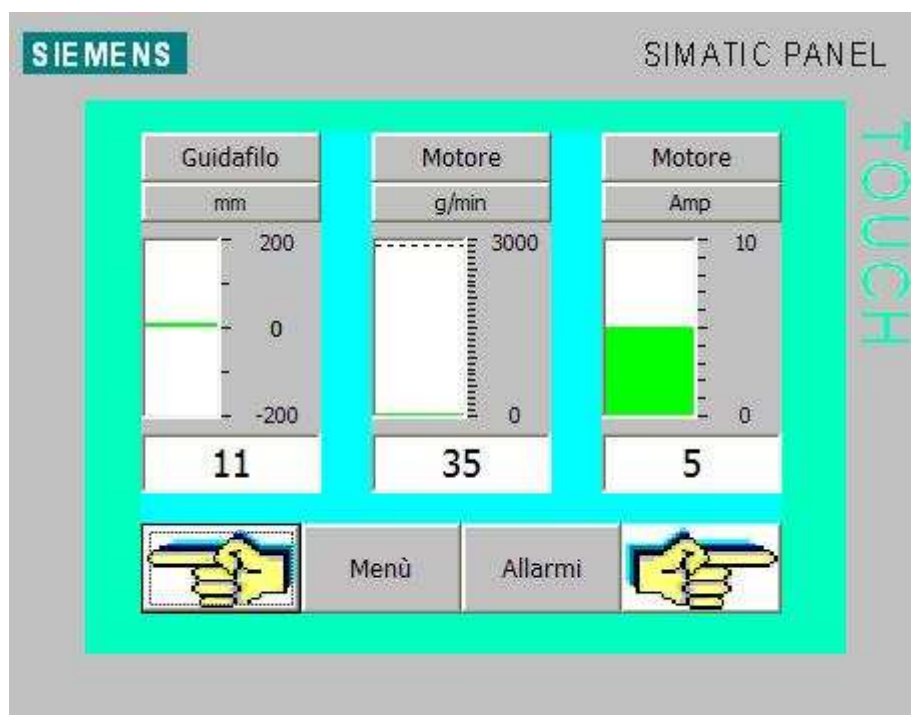 SIEMENS
SIMATIC PANEL
TOUCH
Guidafilo
Motore
Motore
mm
g/min
Amp
200
0
-200
3000
0
10
0
11
35
5
Menù
Allarmi